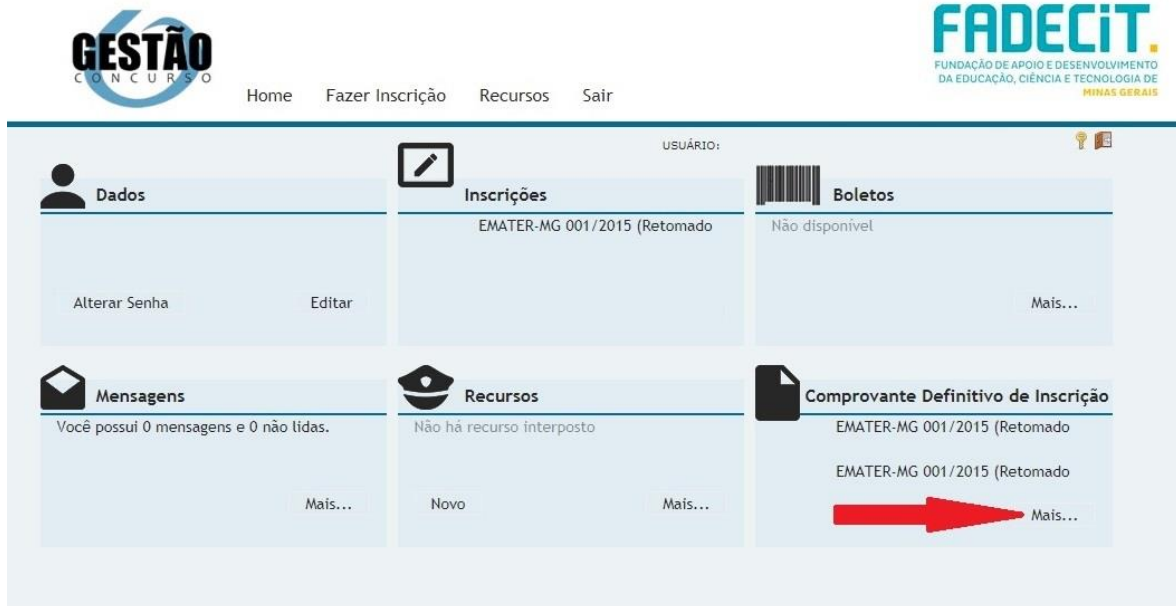 GESTÃO
CONCURSO
FADECiT.
FUNDAÇÃO DE APOIO E DESENVOLVIMENTO
DA EDUCAÇÃO, CIÊNCIA E TECNOLOGIA DE
MINAS GERAIS
Home Fazer Inscrição Recursos Sair
USUÁRIO:
Dados
Alterar Senha Editar
Inscrições
EMATER-MG 001/2015 (Retomado
Boletos
Não disponível
Mais...
Mensagens
Você possui 0 mensagens e 0 não lidas.
Mais...
Recursos
Não há recurso interposto
Novo Mais...
Comprovante Definitivo de Inscrição
EMATER-MG 001/2015 (Retomado
EMATER-MG 001/2015 (Retomado
Mais...